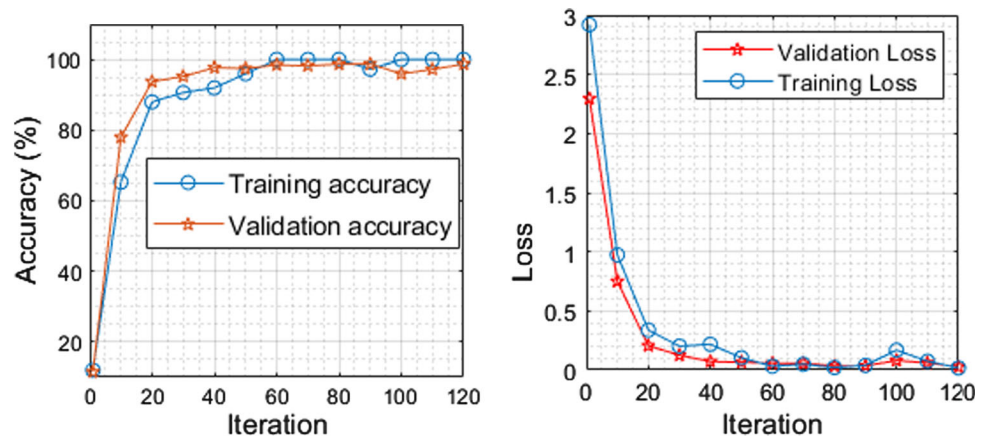 Accuracy (%)
100
80
60
40
20
0 20 40 60 80 100 120
Iteration
Training accuracy
Validation accuracy
Loss
3
2.5
2
1.5
1
0.5
0
0 20 40 60 80 100 120
Iteration
Validation Loss
Training Loss